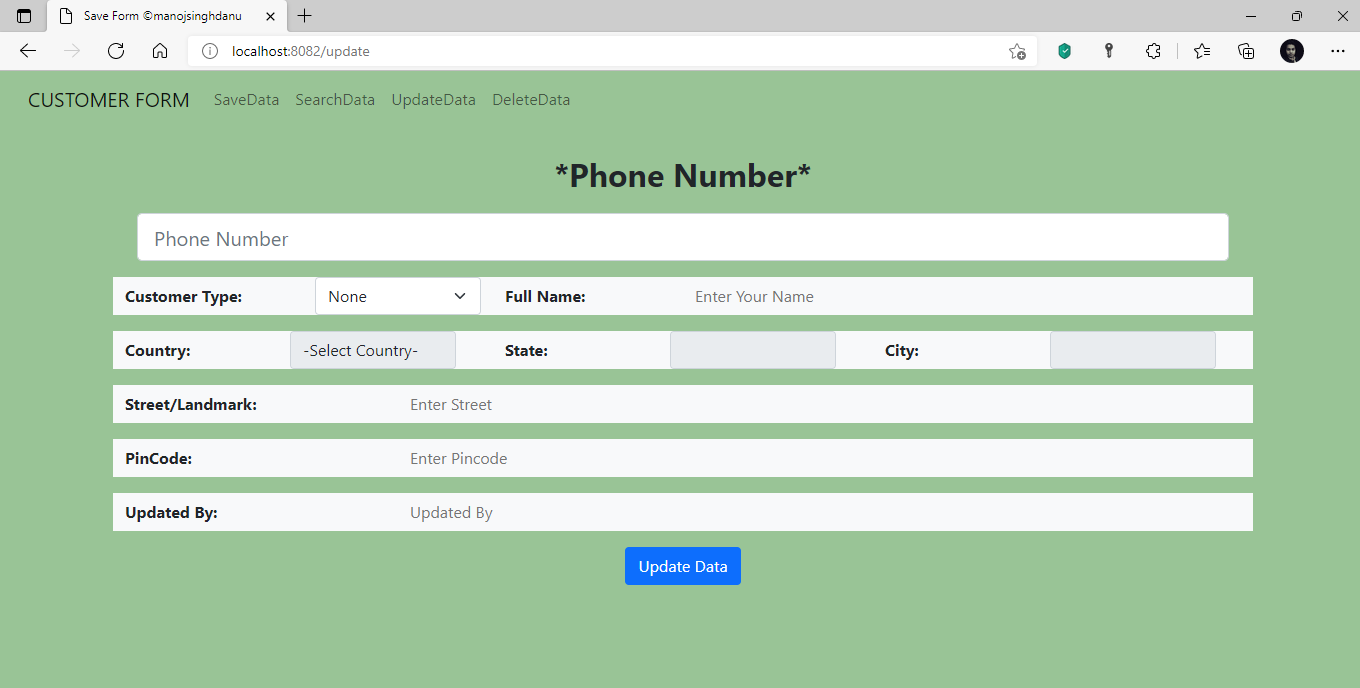 Save Form ©manojsinghdanu
localhost:8082/update
CUSTOMER FORM SaveData SearchData UpdateData DeleteData
*Phone Number*
Phone Number
Customer Type: None Full Name: Enter Your Name
Country: -Select Country- State: City:
Street/Landmark: Enter Street
PinCode: Enter Pincode
Updated By: Updated By
Update Data